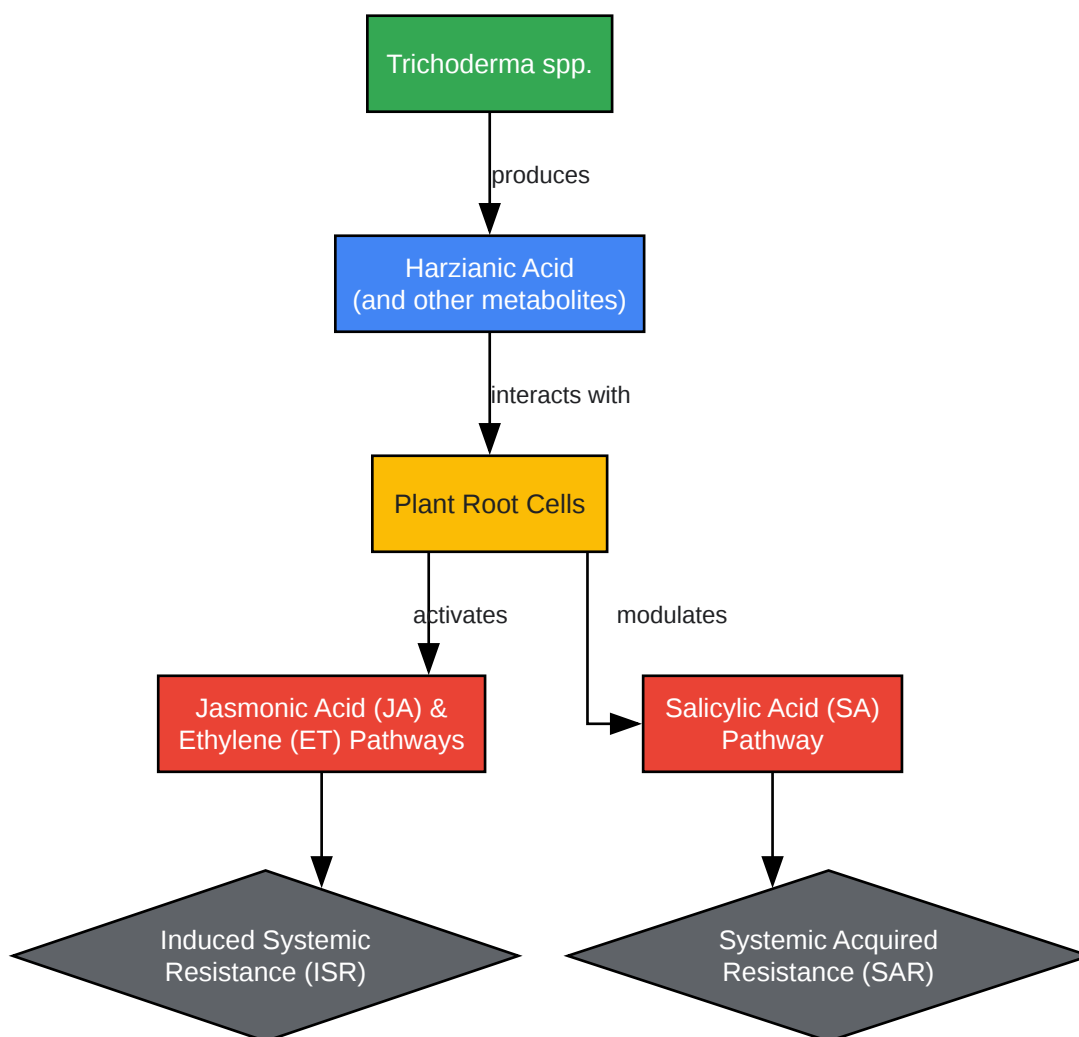 Trichoderma spp.
produces
Harzianic Acid
(and other metabolites)
interacts with
Plant Root Cells
activates
modulates
Jasmonic Acid (JA) &
Ethylene (ET) Pathways
Salicylic Acid (SA)
Pathway
Induced Systemic
Resistance (ISR)
Systemic Acquired
Resistance (SAR)